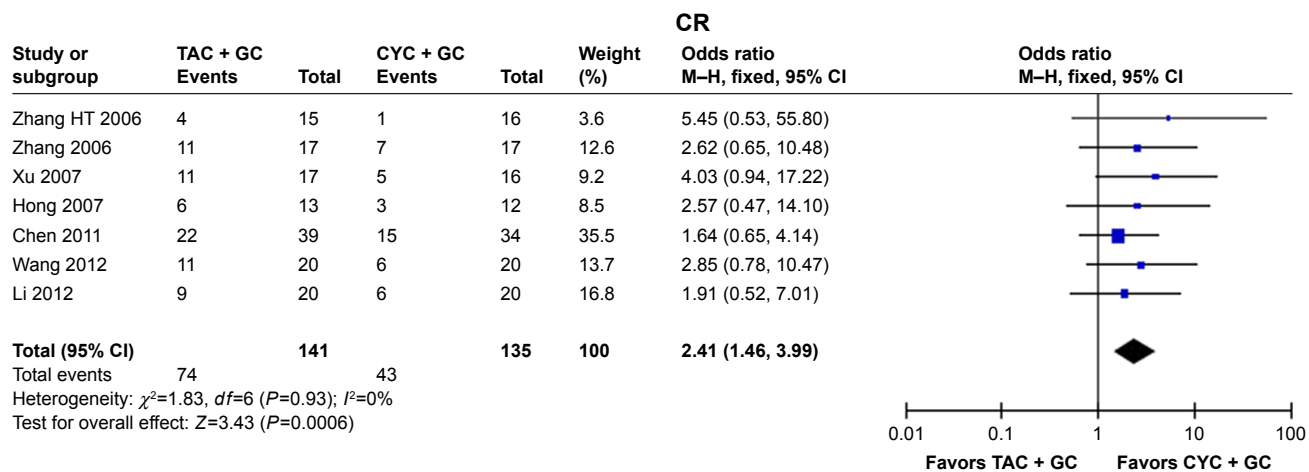 CR
Study or subgroup TAC + GC Events Total CYC + GC Events Total Weight (%) Odds ratio M–H, fixed, 95% CI Odds ratio M–H, fixed, 95% CI
Zhang HT 2006 4 15 1 16 3.6 5.45 (0.53, 55.80)
Zhang 2006 11 17 7 17 12.6 2.62 (0.65, 10.48)
Xu 2007 11 17 5 16 9.2 4.03 (0.94, 17.22)
Hong 2007 6 13 3 12 8.5 2.57 (0.47, 14.10)
Chen 2011 22 39 15 34 35.5 1.64 (0.65, 4.14)
Wang 2012 11 20 6 20 13.7 2.85 (0.78, 10.47)
Li 2012 9 20 6 20 16.8 1.91 (0.52, 7.01)
Total (95% CI) 141 135 100 2.41 (1.46, 3.99)
Total events 74 43
Heterogeneity: χ²=1.83, df=6 (P=0.93); I²=0%
Test for overall effect: Z=3.43 (P=0.0006)
0.01 0.1 1 10 100
Favors TAC + GC Favors CYC + GC